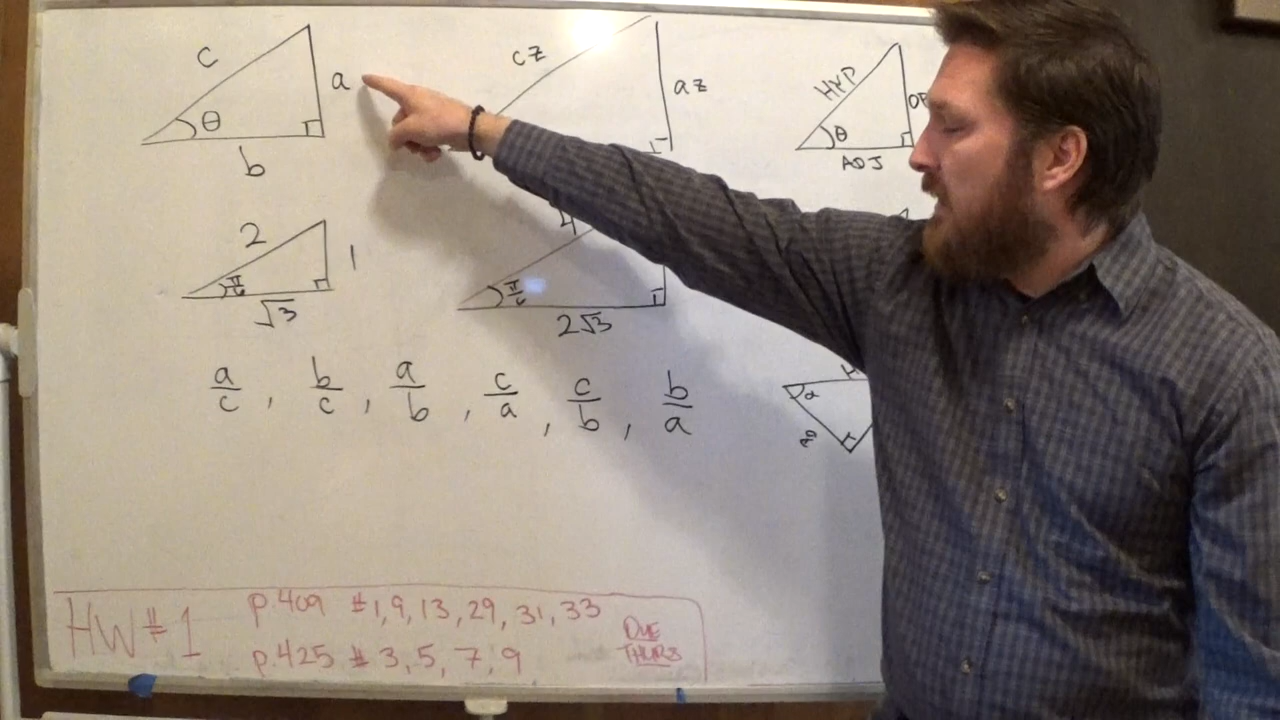 c
a
θ
b
cz
az
HYP
θ
ADJ
2
1
π/6
√3
4
π/6
2√3
a/c , b/c , a/b , c/a , c/b , b/a
α
HW#1
p.409 #1,9,13,29,31,33
p.425 # 3,5,7,9
DUE
THURS